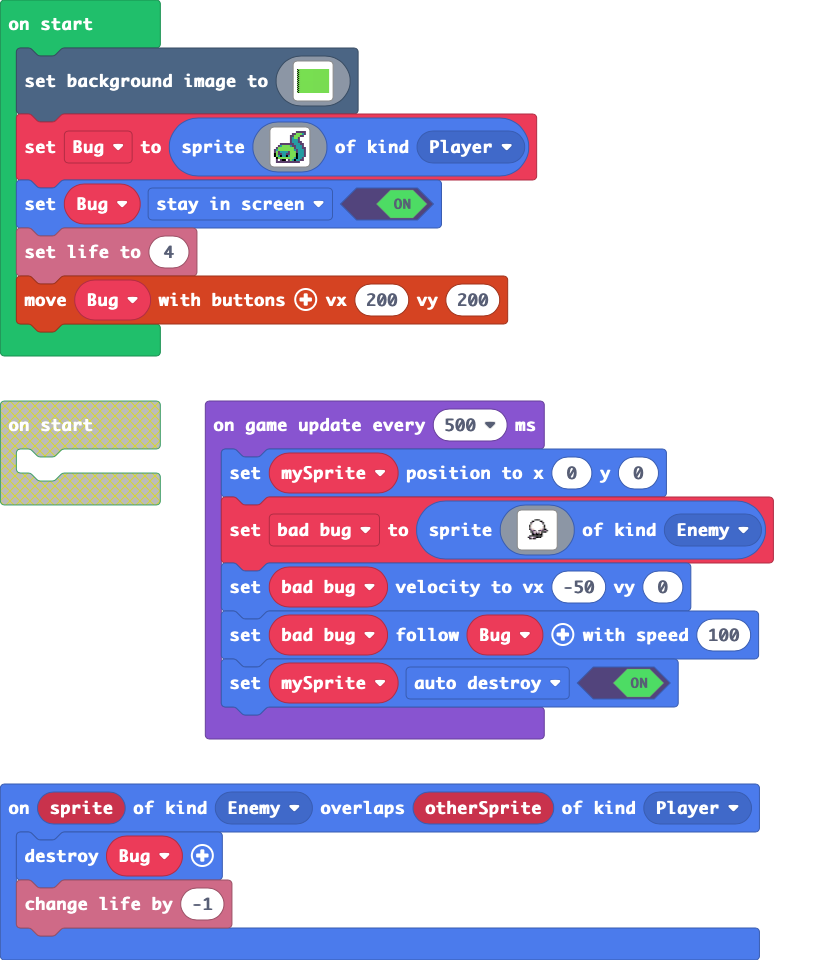 on start
set background image to
set Bug to sprite of kind Player
set Bug stay in screen ON
set life to 4
move Bug with buttons vx 200 vy 200
on start
on game update every 500 ms
set mySprite position to x 0 y 0
set bad bug to sprite of kind Enemy
set bad bug velocity to vx -50 vy 0
set bad bug follow Bug with speed 100
set mySprite auto destroy ON
on sprite of kind Enemy overlaps otherSprite of kind Player
destroy Bug
change life by -1